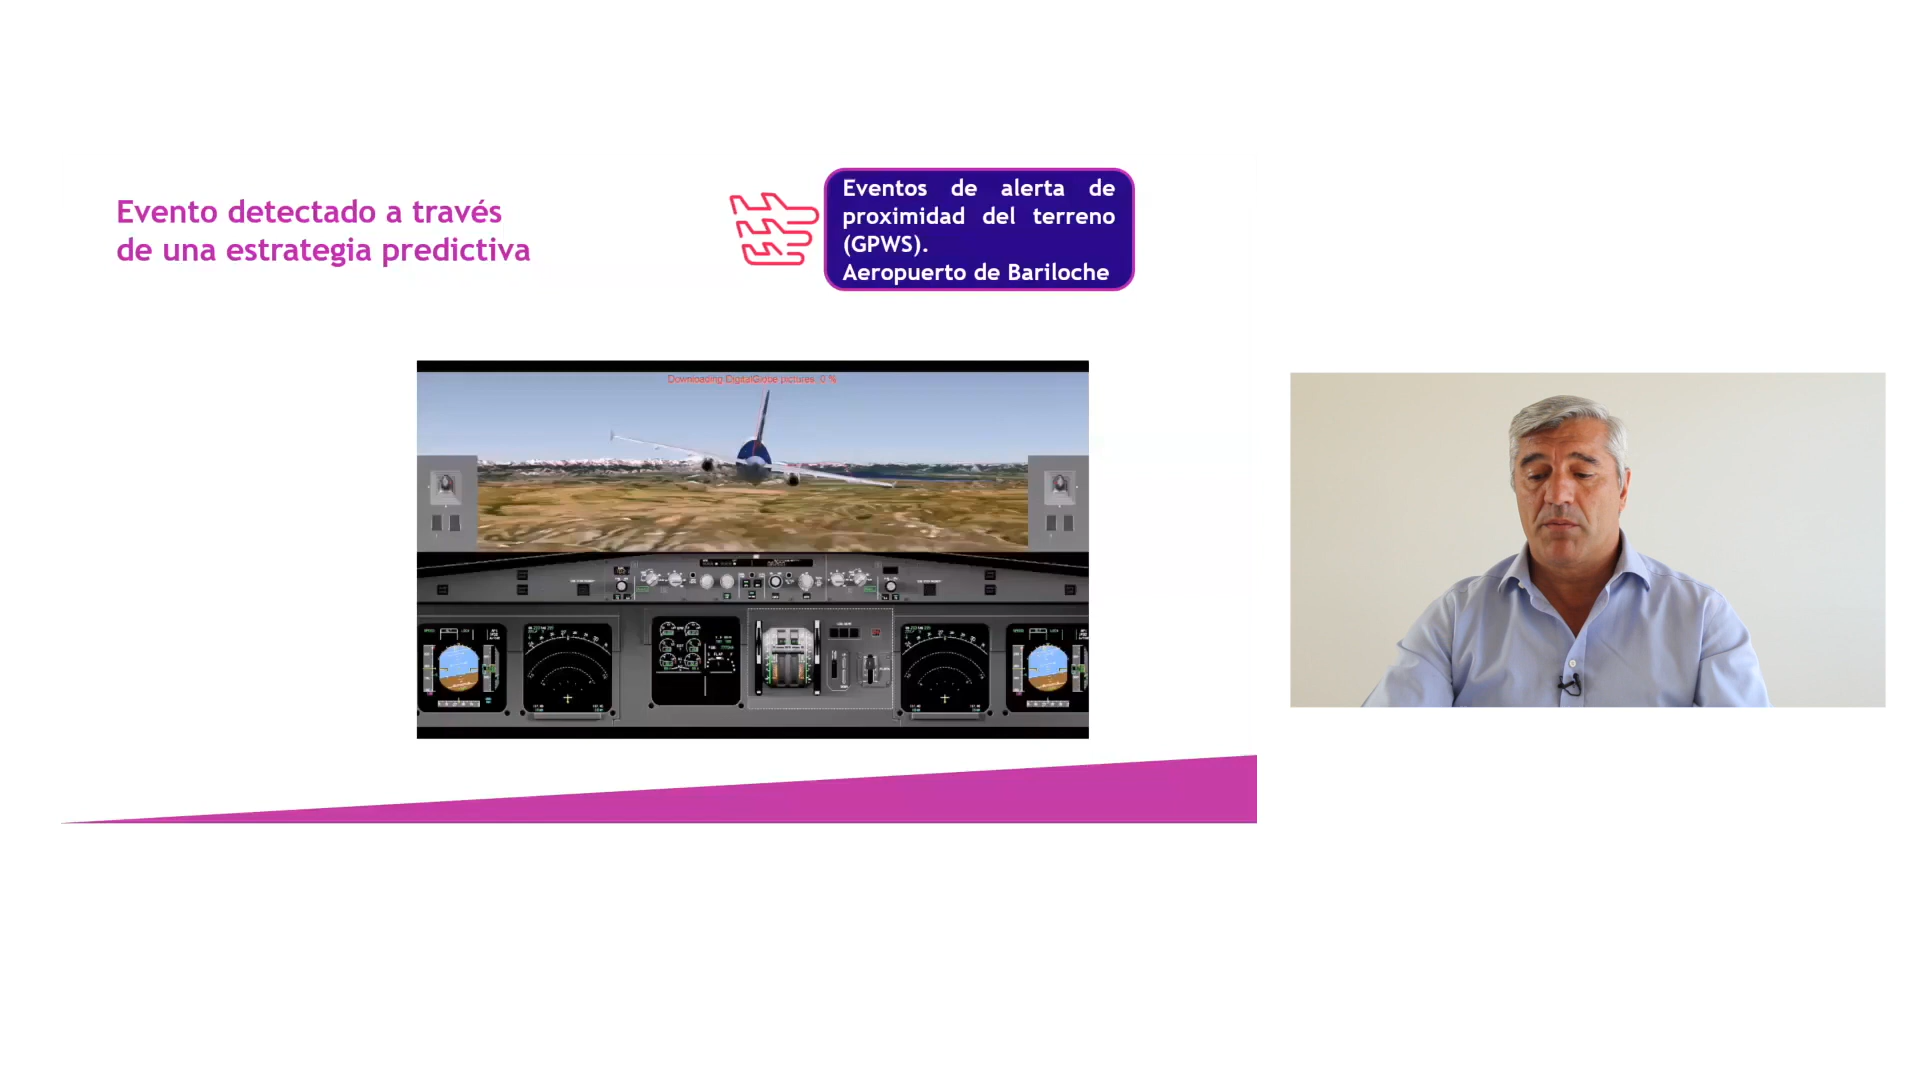 Evento detectado a través
de una estrategia predictiva
Eventos de alerta de
proximidad del terreno
(GPWS).
Aeropuerto de Bariloche
Downloading DigitalGlobe pictures: 0 %